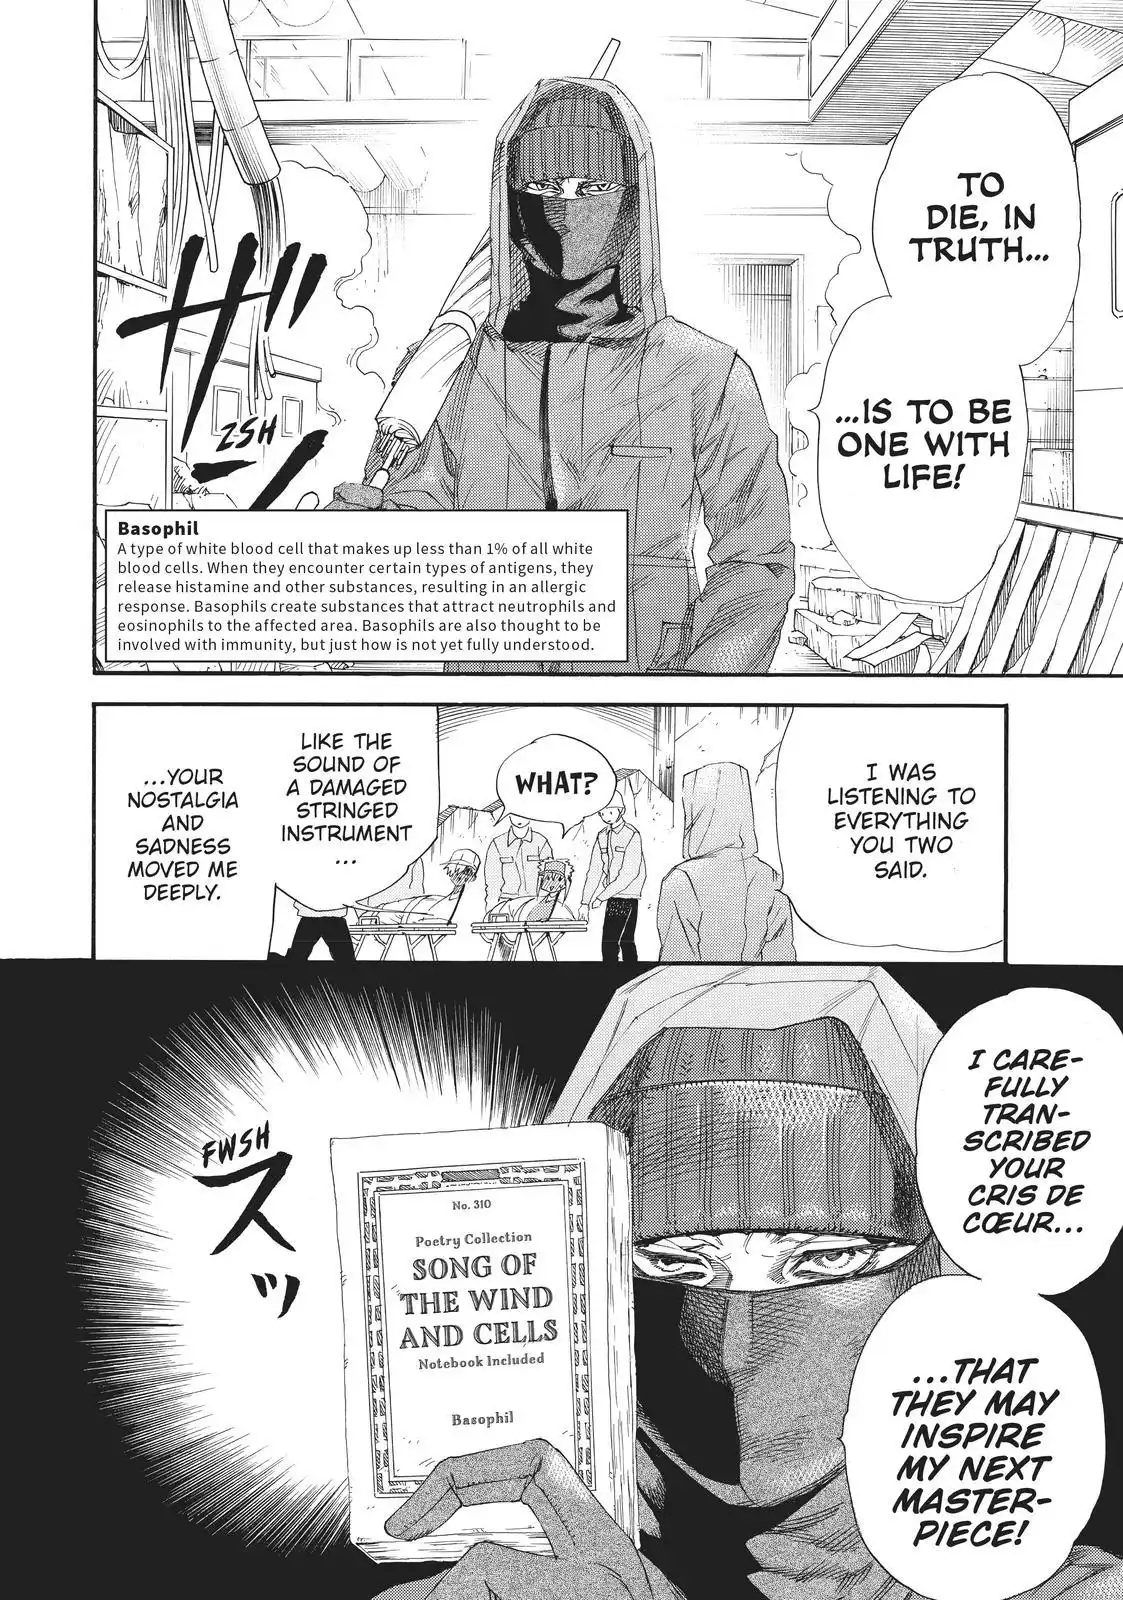 TO
DIE, IN
TRUTH...
...IS TO BE
ONE WITH
LIFE!
ザッ
ZSH
Basophil
A type of white blood cell that makes up less than 1% of all white
blood cells. When they encounter certain types of antigens, they
release histamine and other substances, resulting in an allergic
response. Basophils create substances that attract neutrophils and
eosinophils to the affected area. Basophils are also thought to be
involved with immunity, but just how is not yet fully understood.
I WAS
LISTENING TO
EVERYTHING
YOU TWO
SAID.
WHAT?
LIKE THE
SOUND OF
A DAMAGED
STRINGED
INSTRUMENT
...
...YOUR
NOSTALGIA
AND
SADNESS
MOVED ME
DEEPLY.
I CARE-
FULLY
TRAN-
SCRIBED
YOUR
CRIS DE
CŒUR...
FWSH
スッ
No. 310
Poetry Collection
SONG OF
THE WIND
AND CELLS
Notebook Included
Basophil
...THAT
THEY MAY
INSPIRE
MY NEXT
MASTER-
PIECE!